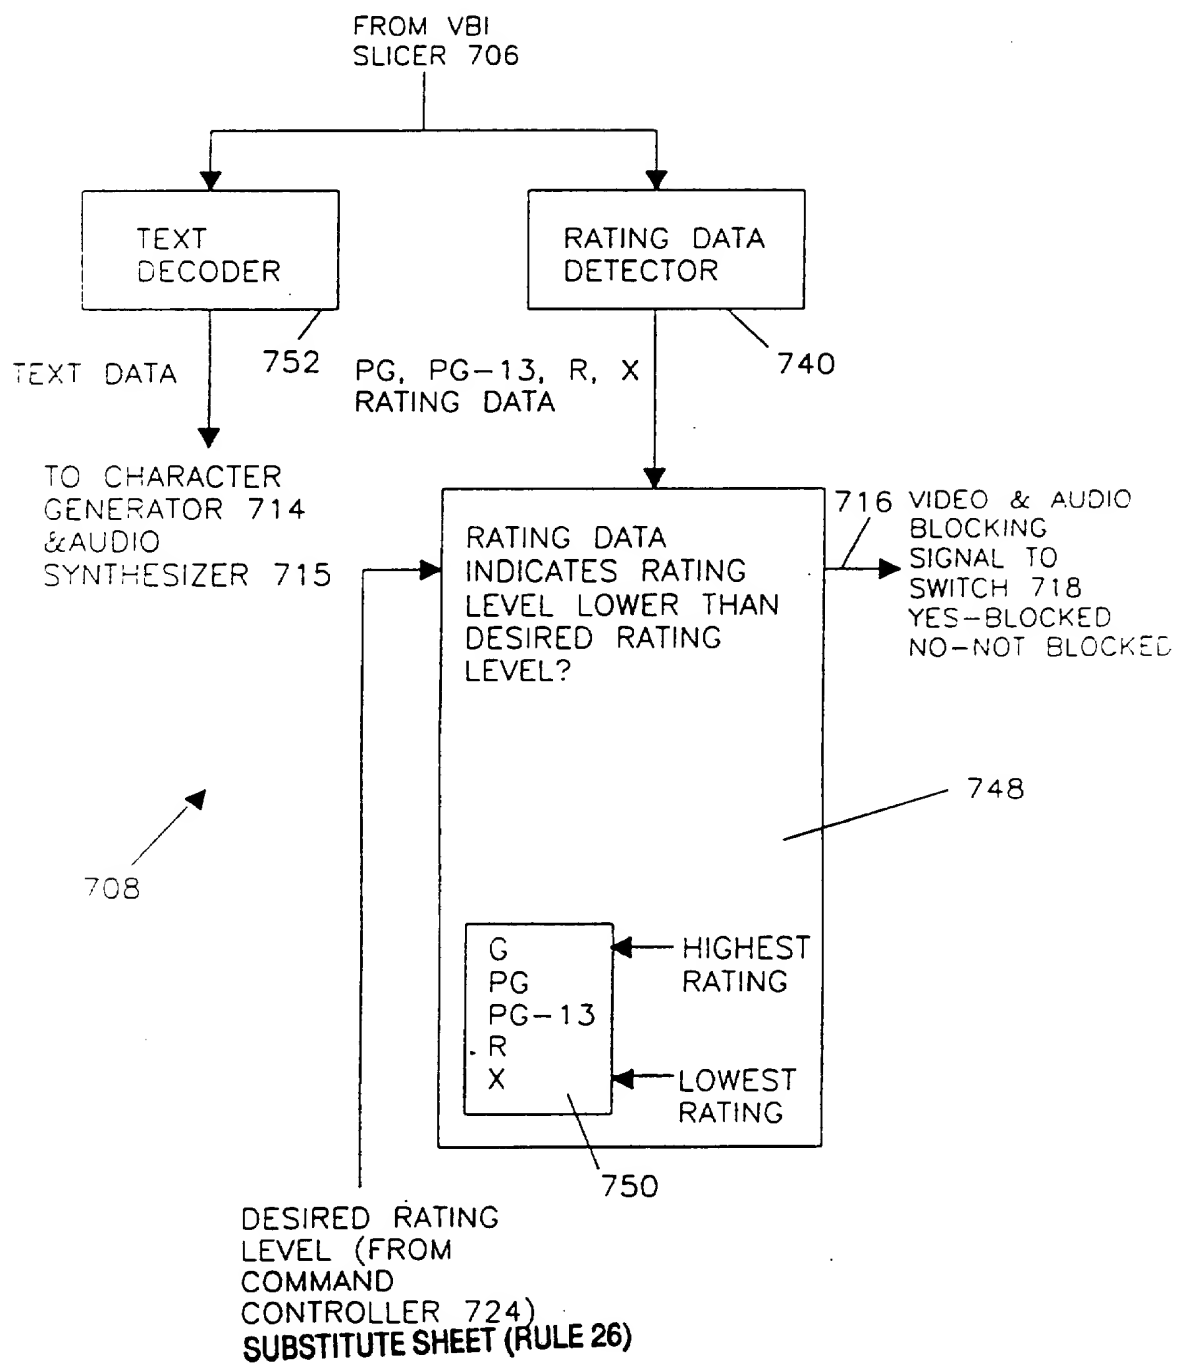 FROM VBI
SLICER 706
TEXT
DECODER
RATING DATA
DETECTOR
752
740
TEXT DATA
PG, PG-13, R, X
RATING DATA
TO CHARACTER
GENERATOR 714
&AUDIO
SYNTHESIZER 715
RATING DATA
INDICATES RATING
LEVEL LOWER THAN
DESIRED RATING
LEVEL?
716
VIDEO & AUDIO
BLOCKING
SIGNAL TO
SWITCH 718
YES-BLOCKED
NO-NOT BLOCKED
748
708
G
PG
PG-13
R
X
HIGHEST
RATING
LOWEST
RATING
750
DESIRED RATING
LEVEL (FROM
COMMAND
CONTROLLER 724)
SUBSTITUTE SHEET (RULE 26)